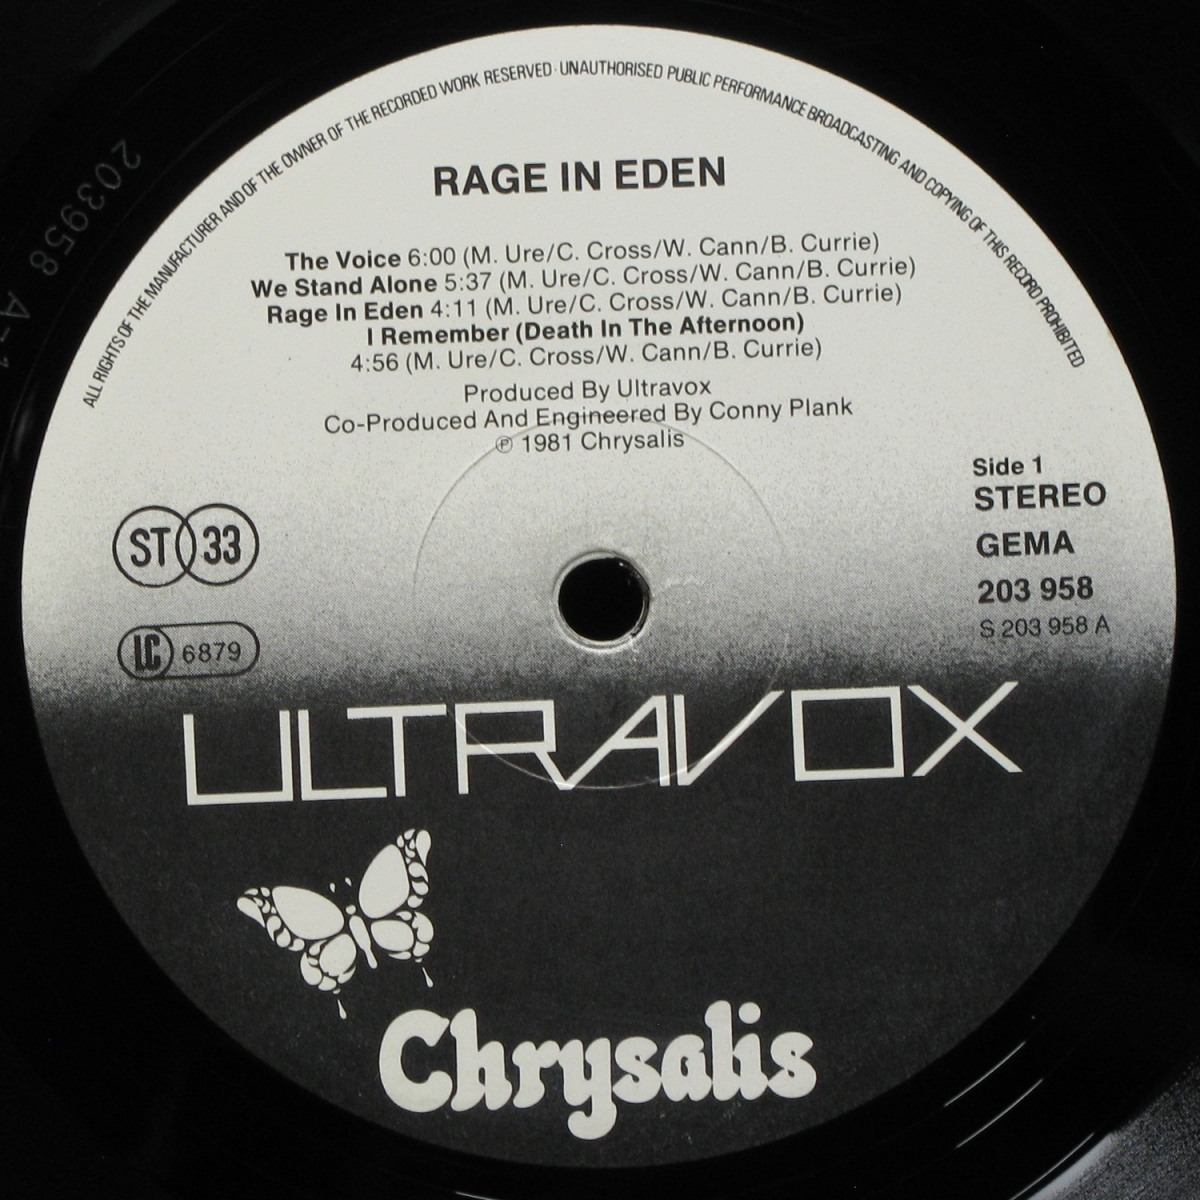 ALL RIGHTS OF THE MANUFACTURER AND OF THE OWNER OF THE RECORDED WORK RESERVED · UNAUTHORISED PUBLIC PERFORMANCE BROADCASTING AND COPYING OF THIS RECORD PROHIBITED
203958 A-1
RAGE IN EDEN
The Voice 6:00 (M. Ure/C. Cross/W. Cann/B. Currie)
We Stand Alone 5:37 (M. Ure/C. Cross/W. Cann/B. Currie)
Rage In Eden 4:11 (M. Ure/C. Cross/W. Cann/B. Currie)
I Remember (Death In The Afternoon)
4:56 (M. Ure/C. Cross/W. Cann/B. Currie)
Produced By Ultravox
Co-Produced And Engineered By Conny Plank
℗ 1981 Chrysalis
Side 1
STEREO
GEMA
203 958
S 203 958 A
ST 33
LC 6879
ULTRAVOX
Chrysalis